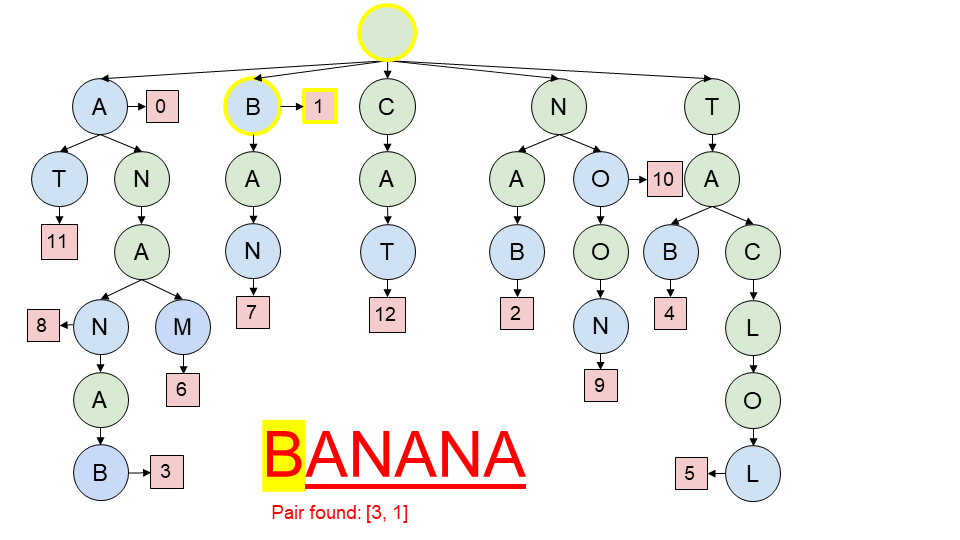 A 0 B 1 C N T
T N A A A O 10 A
11 A N T B O B C
8 N M 7 12 2 N 4 L
A 6 9 O
B 3 5 L
BANANA
Pair found: [3, 1]